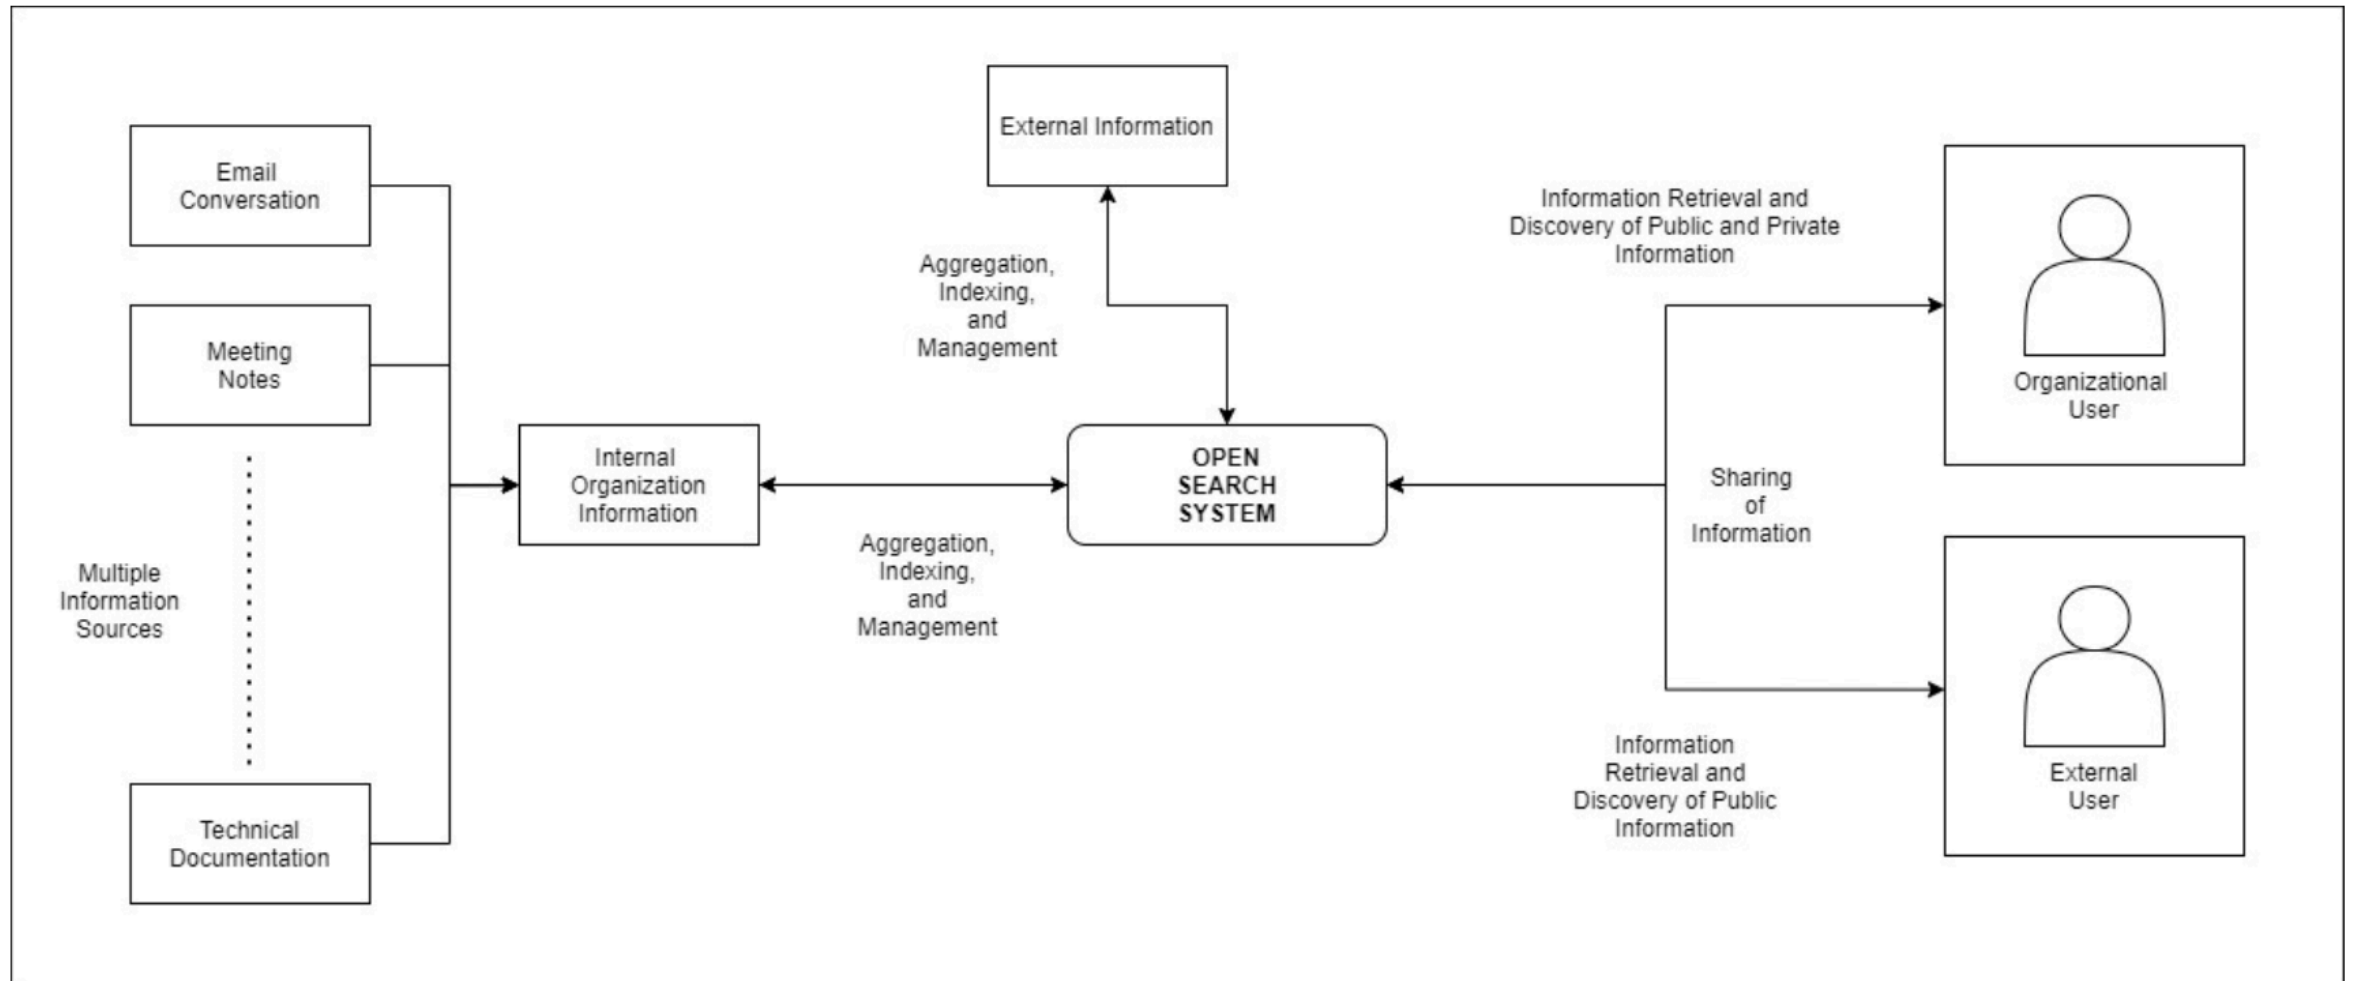 Email
Conversation
Meeting
Notes
Multiple
Information
Sources
Technical
Documentation
Internal
Organization
Information
External Information
Aggregation,
Indexing,
and
Management
Aggregation,
Indexing,
and
Management
OPEN
SEARCH
SYSTEM
Information Retrieval and
Discovery of Public and Private
Information
Sharing
of
Information
Information
Retrieval and
Discovery of Public
Information
Organizational
User
External
User